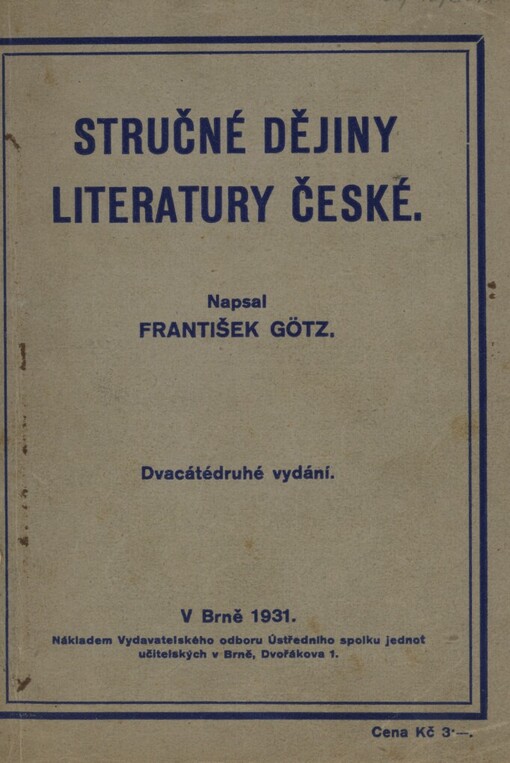 STRUČNÉ DĚJINY
LITERATURY ČESKÉ.
Napsal
FRANTIŠEK GÖTZ.
Dvacátédruhé vydání.
V Brně 1931.
Nákladem Vydavatelského odboru Ústředního spolku jednot
učitelských v Brně, Dvořákova 1.
Cena Kč 3·—.